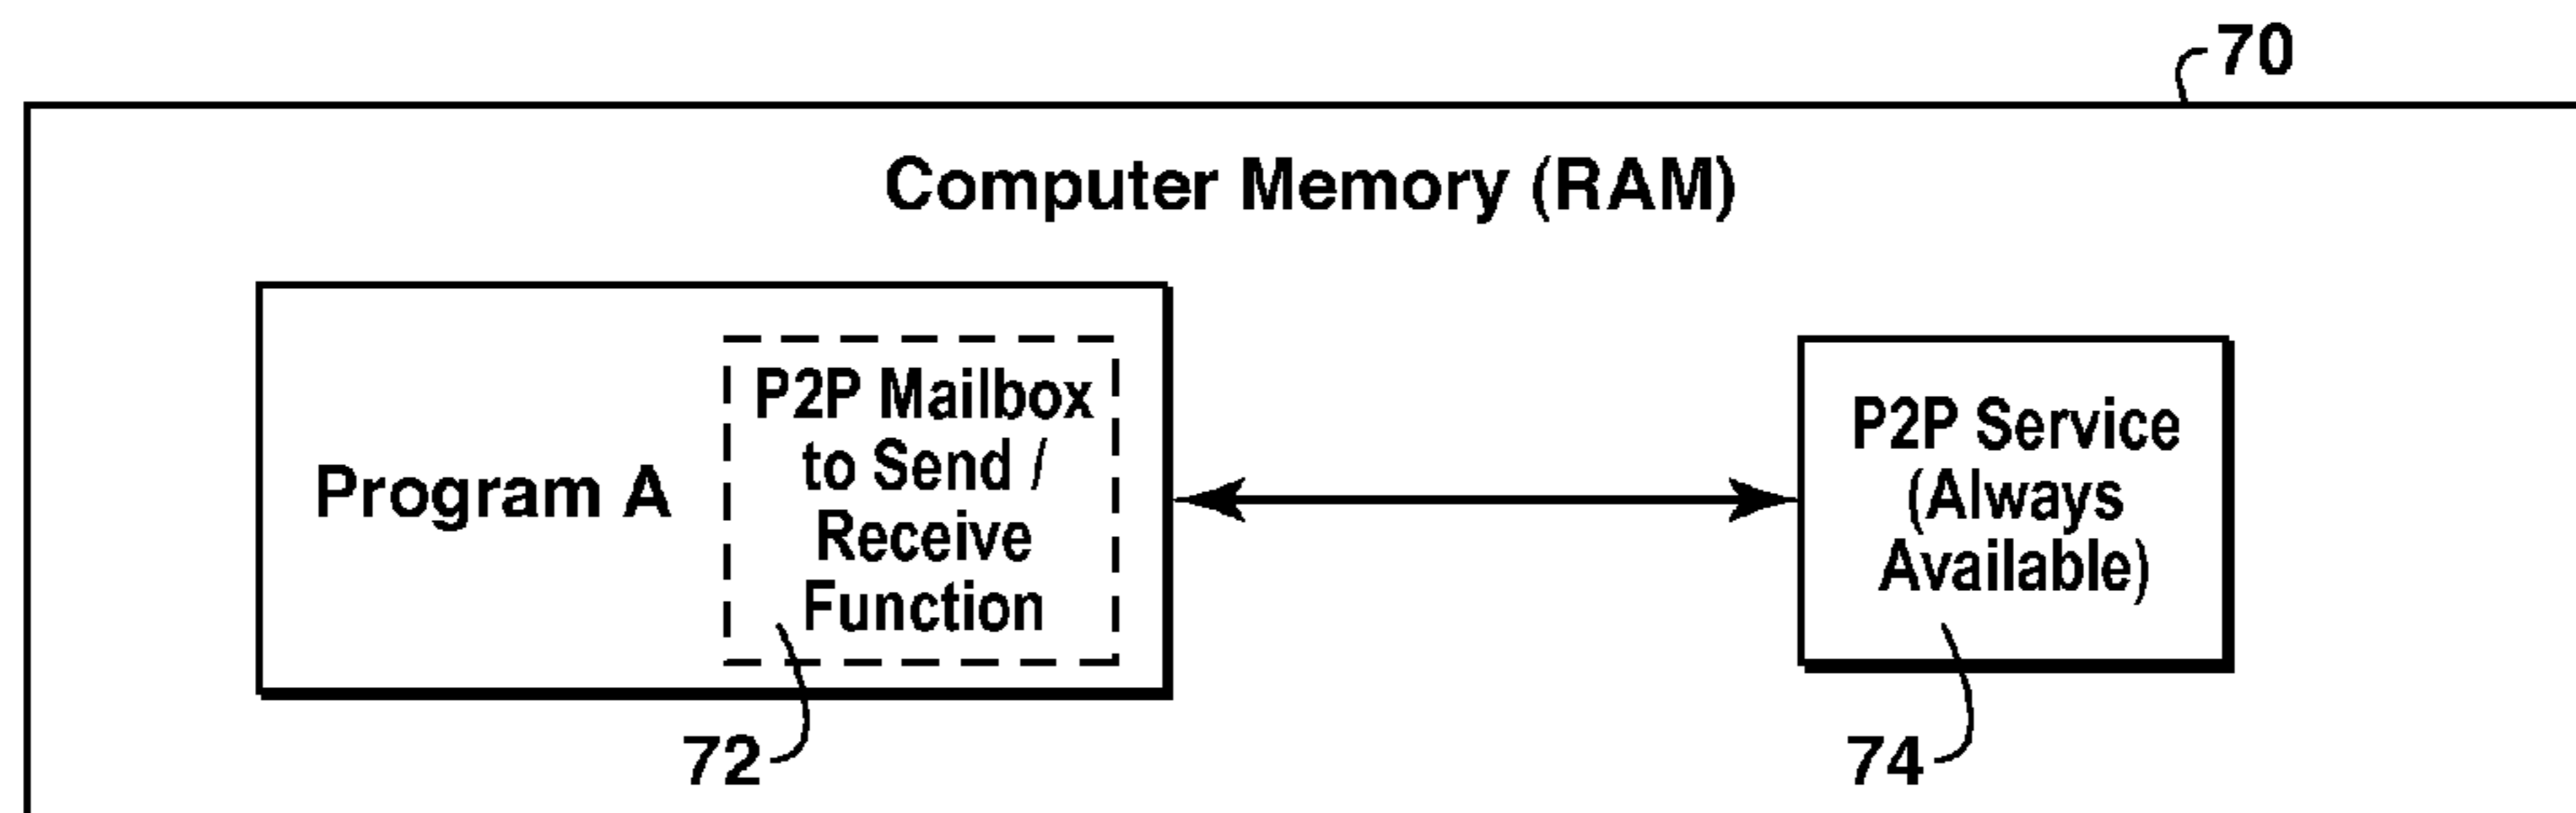 70
Computer Memory (RAM)
Program A
P2P Mailbox
to Send /
Receive
Function
P2P Service
(Always
Available)
72
74